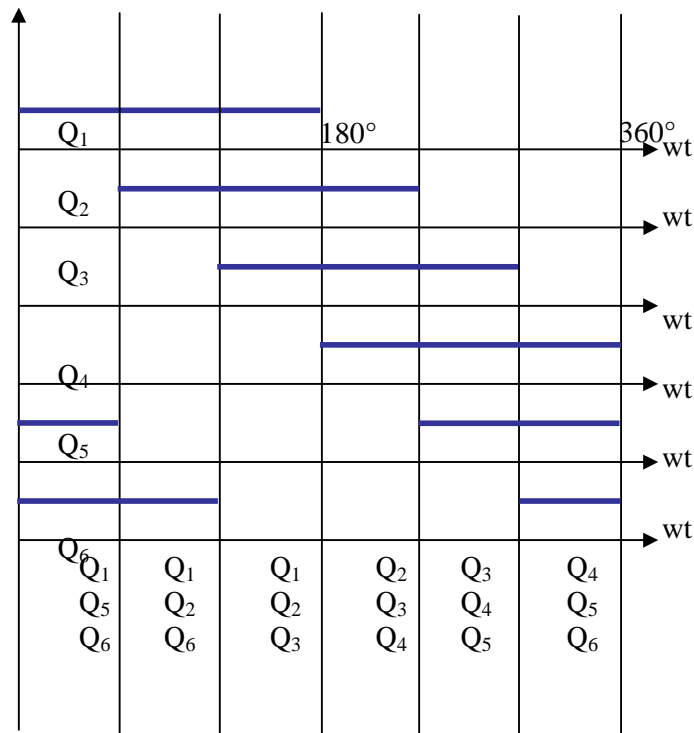 Q₁ 180° 360° wt
Q₂ wt
Q₃ wt
Q₄ wt
Q₅ wt
Q₆ wt
Q₁ Q₁ Q₁ Q₂ Q₃ Q₄
Q₅ Q₂ Q₂ Q₃ Q₄ Q₅
Q₆ Q₆ Q₃ Q₄ Q₅ Q₆